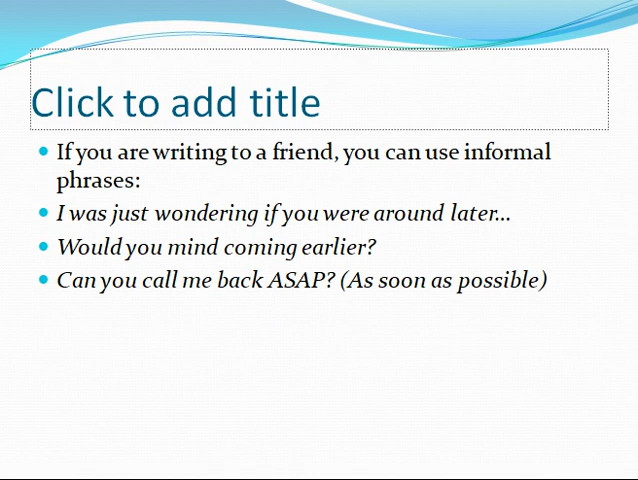 Click to add title
If you are writing to a friend, you can use informal
phrases:
I was just wondering if you were around later...
Would you mind coming earlier?
Can you call me back ASAP? (As soon as possible)